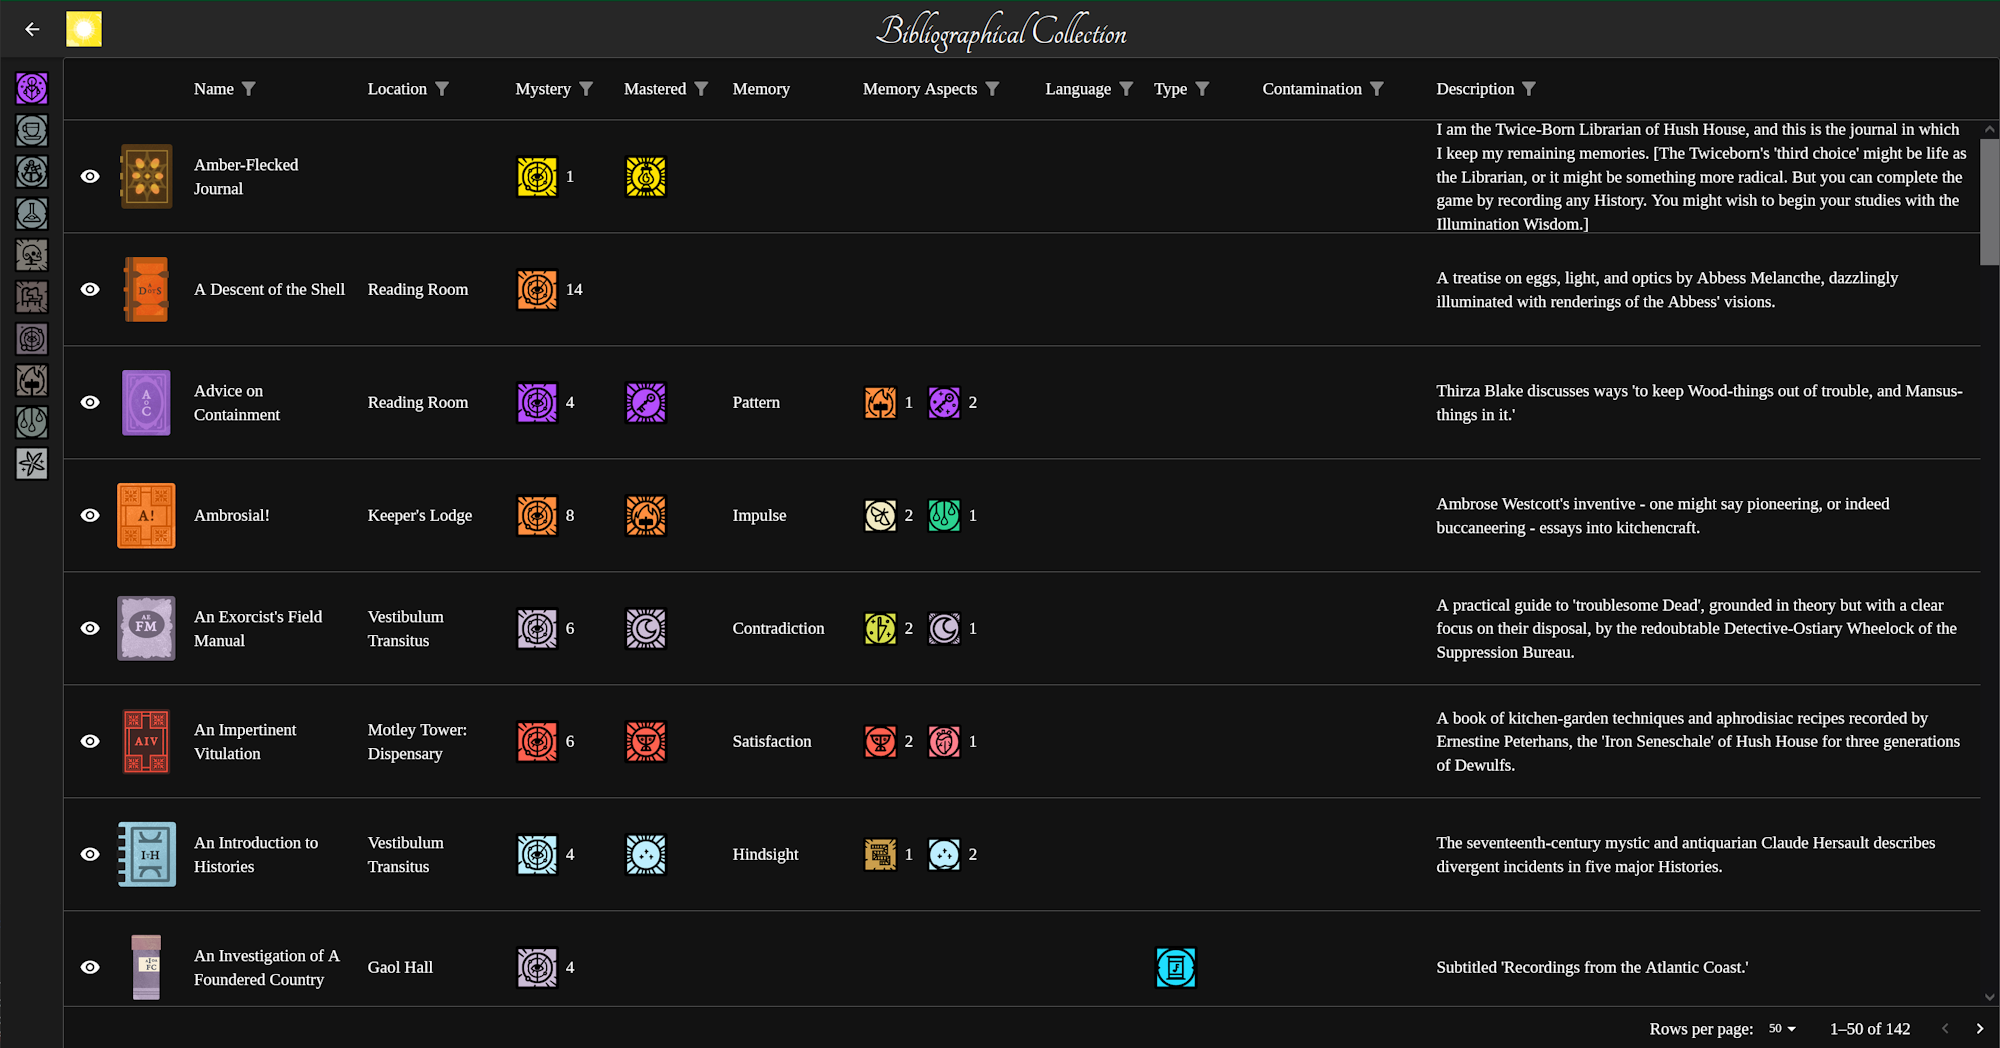 Bibliographical Collection
Name
Location
Mystery
Mastered
Memory
Memory Aspects
Language
Type
Contamination
Description
Amber-Flecked
Journal
1
I am the Twice-Born Librarian of Hush House, and this is the journal in which
I keep my remaining memories. [The Twiceborn's 'third choice' might be life as
the Librarian, or it might be something more radical. But you can complete the
game by recording any History. You might wish to begin your studies with the
Illumination Wisdom.]
A Descent of the Shell
Reading Room
14
A treatise on eggs, light, and optics by Abbess Melancthe, dazzlingly
illuminated with renderings of the Abbess' visions.
Advice on
Containment
Reading Room
4
Pattern
1
2
Thirza Blake discusses ways 'to keep Wood-things out of trouble, and Mansus-
things in it.'
A!
Ambrosial!
Keeper's Lodge
8
Impulse
2
1
Ambrose Westcott's inventive - one might say pioneering, or indeed
buccaneering - essays into kitchencraft.
AE
FM
An Exorcist's Field
Manual
Vestibulum
Transitus
6
Contradiction
2
1
A practical guide to 'troublesome Dead', grounded in theory but with a clear
focus on their disposal, by the redoubtable Detective-Ostiary Wheelock of the
Suppression Bureau.
AIV
An Impertinent
Vitulation
Motley Tower:
Dispensary
6
Satisfaction
2
1
A book of kitchen-garden techniques and aphrodisiac recipes recorded by
Ernestine Peterhans, the 'Iron Seneschale' of Hush House for three generations
of Dewulfs.
An Introduction to
Histories
Vestibulum
Transitus
4
Hindsight
1
2
The seventeenth-century mystic and antiquarian Claude Hersault describes
divergent incidents in five major Histories.
FC
An Investigation of A
Foundered Country
Gaol Hall
4
Subtitled 'Recordings from the Atlantic Coast.'
Rows per page:
50
1–50 of 142